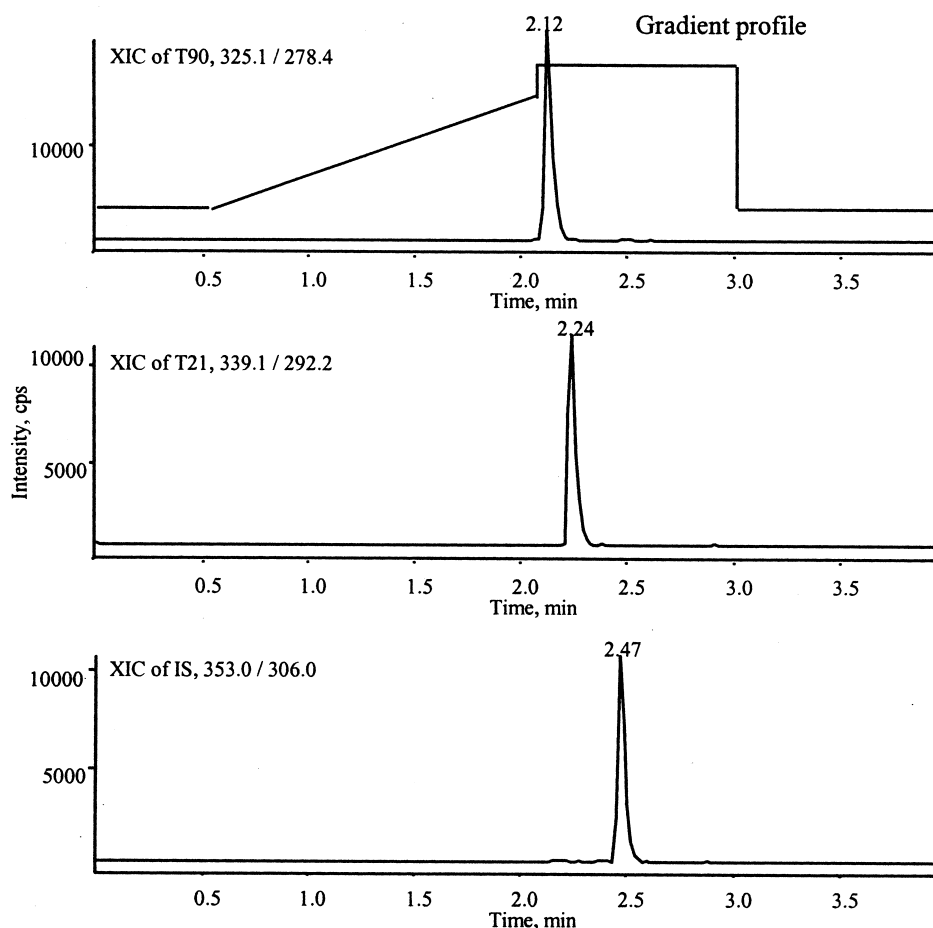 2.12
Gradient profile
XIC of T90, 325.1 / 278.4
10000
0.5 1.0 1.5 2.0 2.5 3.0 3.5
Time, min
2.24
XIC of T21, 339.1 / 292.2
10000
5000
Intensity, cps
0.5 1.0 1.5 2.0 2.5 3.0 3.5
Time, min
2.47
XIC of IS, 353.0 / 306.0
10000
5000
0.5 1.0 1.5 2.0 2.5 3.0 3.5
Time, min